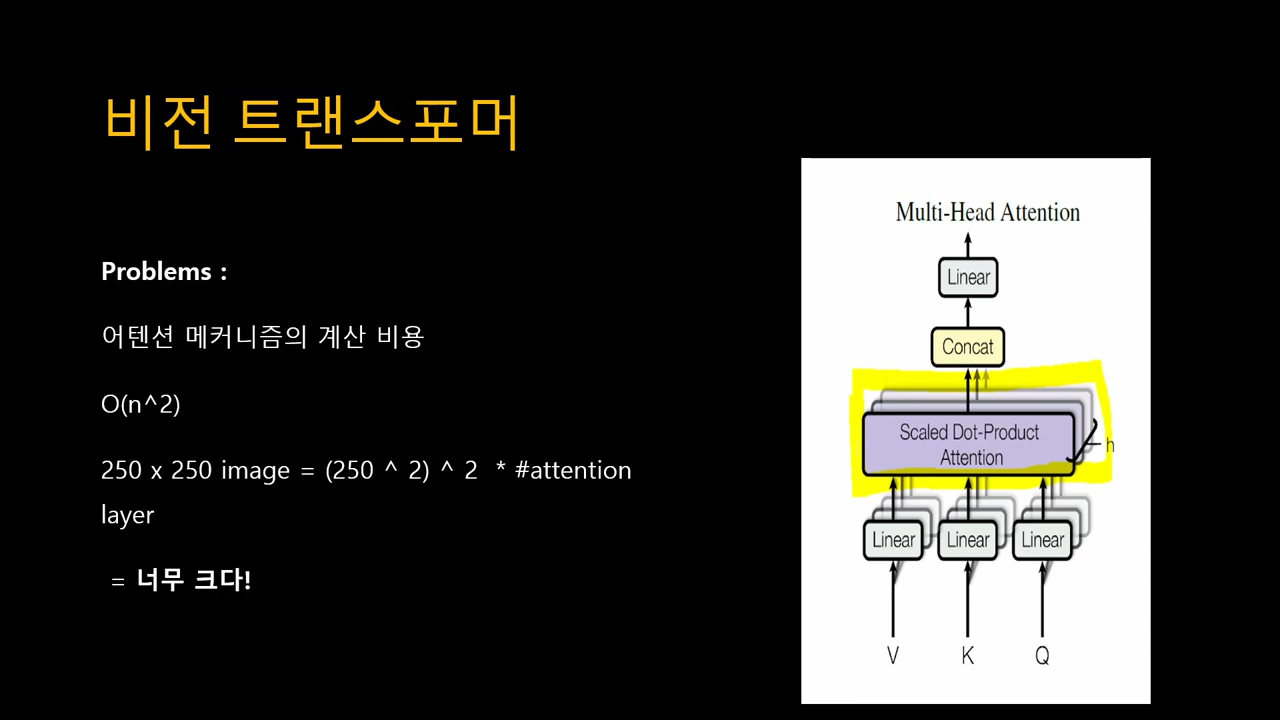 비전 트랜스포머
Problems :
어텐션 메커니즘의 계산 비용
O(n^2)
250 x 250 image = (250 ^ 2) ^ 2 * #attention
layer
= 너무 크다!
Multi-Head Attention
Linear
Concat
Scaled Dot-Product
Attention
h
Linear Linear Linear
V K Q